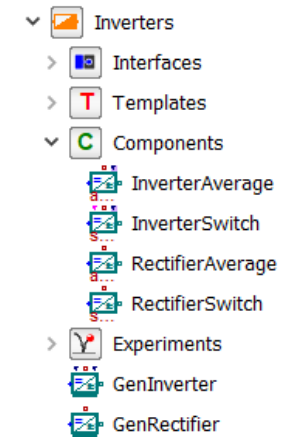 Inverters
Interfaces
T Templates
C Components
a... InverterAverage
s... InverterSwitch
a... RectifierAverage
s... RectifierSwitch
Experiments
GenInverter
GenRectifier